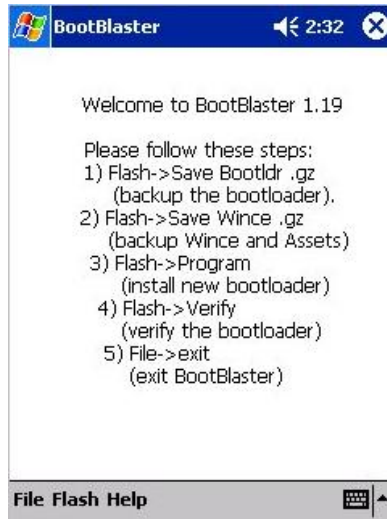 BootBlaster 2:32
Welcome to BootBlaster 1.19
Please follow these steps:
1) Flash->Save Bootldr .gz
(backup the bootloader).
2) Flash->Save Wince .gz
(backup Wince and Assets)
3) Flash->Program
(install new bootloader)
4) Flash->Verify
(verify the bootloader)
5) File->exit
(exit BootBlaster)
File Flash Help